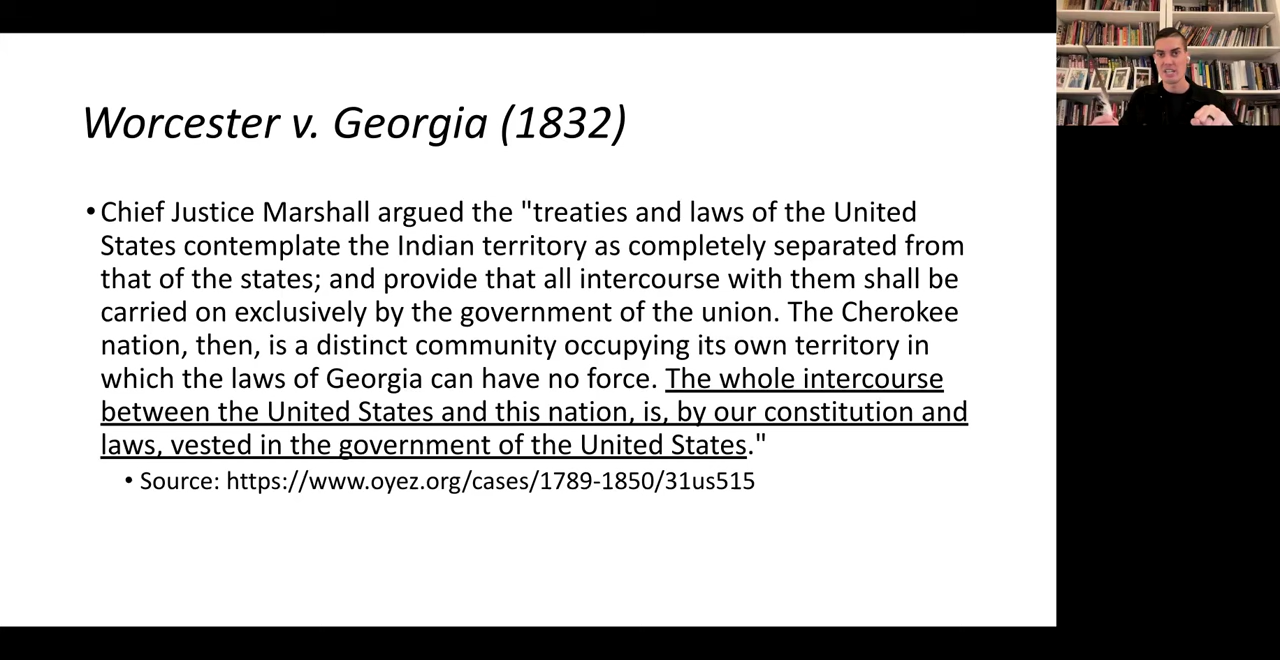 Worcester v. Georgia (1832)
• Chief Justice Marshall argued the "treaties and laws of the United
States contemplate the Indian territory as completely separated from
that of the states; and provide that all intercourse with them shall be
carried on exclusively by the government of the union. The Cherokee
nation, then, is a distinct community occupying its own territory in
which the laws of Georgia can have no force. The whole intercourse
between the United States and this nation, is, by our constitution and
laws, vested in the government of the United States."
• Source: https://www.oyez.org/cases/1789-1850/31us515